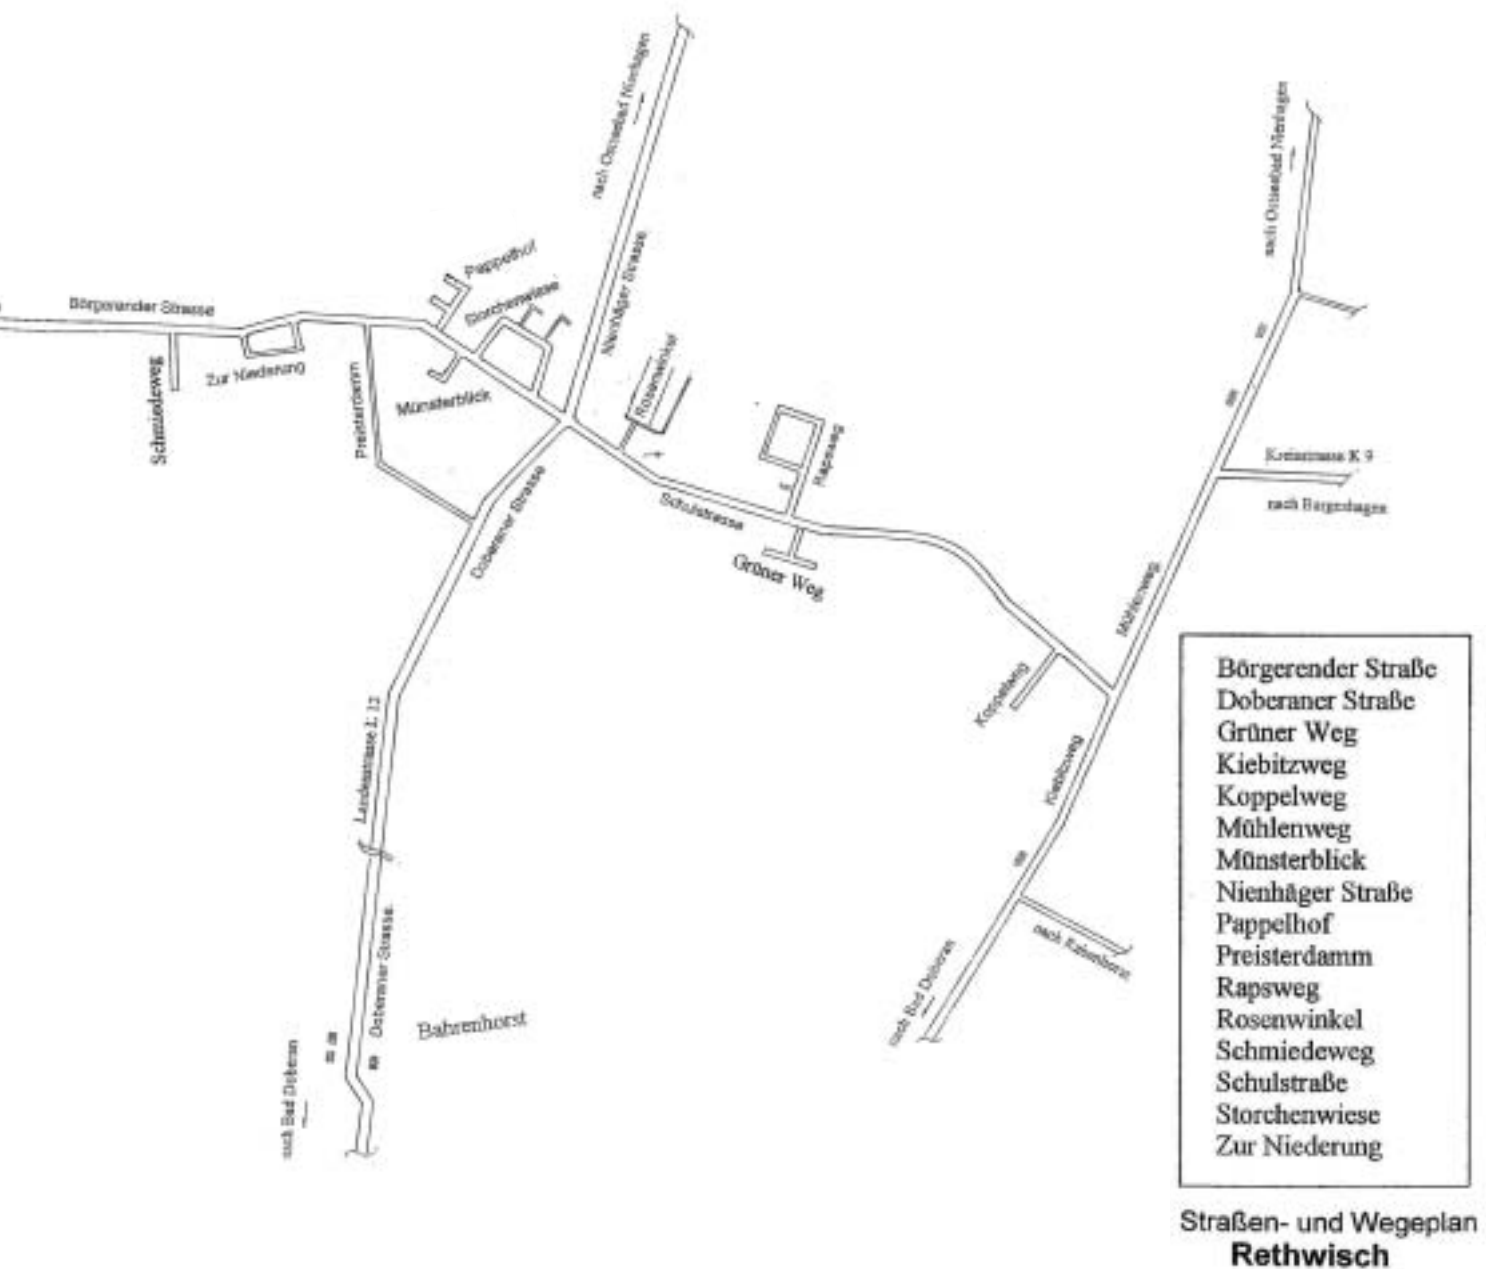 nach Ostseebad Nienhagen
nach Ostseebad Nienhagen
Pappelhof
Storchenwiese
Nienhäger Strasse
Börgerender Strasse
Rosenwinkel
Schmiedeweg
Zur Niederung
Preisterdamm
Münsterblick
Rapsweg
Kreisstrasse K 9
nach Bargeshagen
Doberaner Strasse
Schulstrasse
Grüner Weg
Mühlenweg
Koppelweg
Kiebitzweg
Landesstrasse L 12
Doberaner Strasse
Bahrenhorst
nach Bad Doberan
nach Bad Doberan
nach
Börgerender Straße
Doberaner Straße
Grüner Weg
Kiebitzweg
Koppelweg
Mühlenweg
Münsterblick
Nienhäger Straße
Pappelhof
Preisterdamm
Rapsweg
Rosenwinkel
Schmiedeweg
Schulstraße
Storchenwiese
Zur Niederung
Straßen- und Wegeplan
Rethwisch